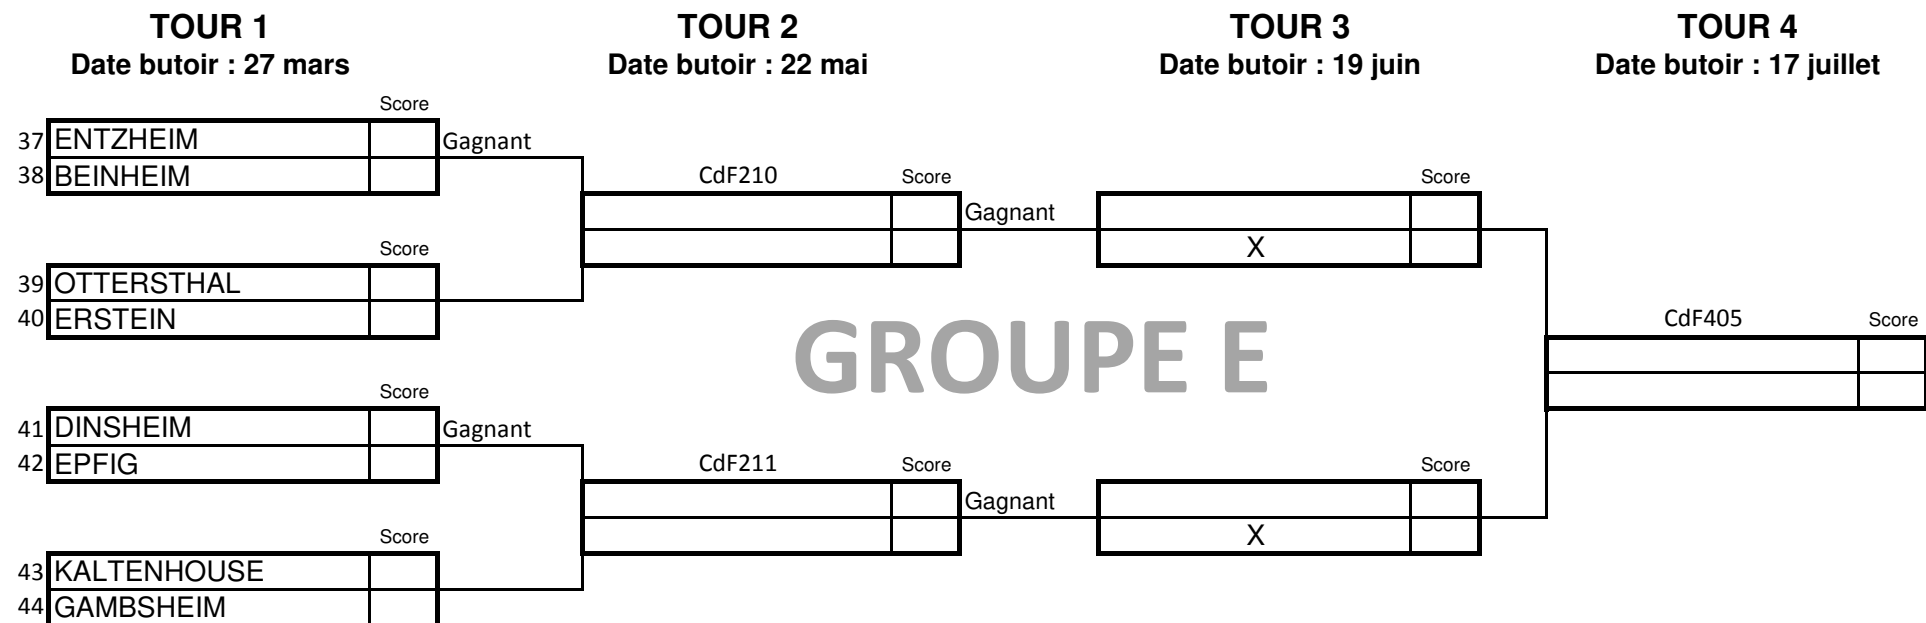 TOUR 1 TOUR 2 TOUR 3 TOUR 4
Date butoir : 27 mars Date butoir : 22 mai Date butoir : 19 juin Date butoir : 17 juillet
Score
37 ENTZHEIM Gagnant
38 BEINHEIM CdF210 Score Score
Gagnant
Score X
39 OTTERSTHAL
40 ERSTEIN CdF405 Score
GROUPE E
Score
41 DINSHEIM Gagnant
42 EPFIG CdF211 Score Score
Gagnant
Score X
43 KALTENHOUSE
44 GAMBSHEIM